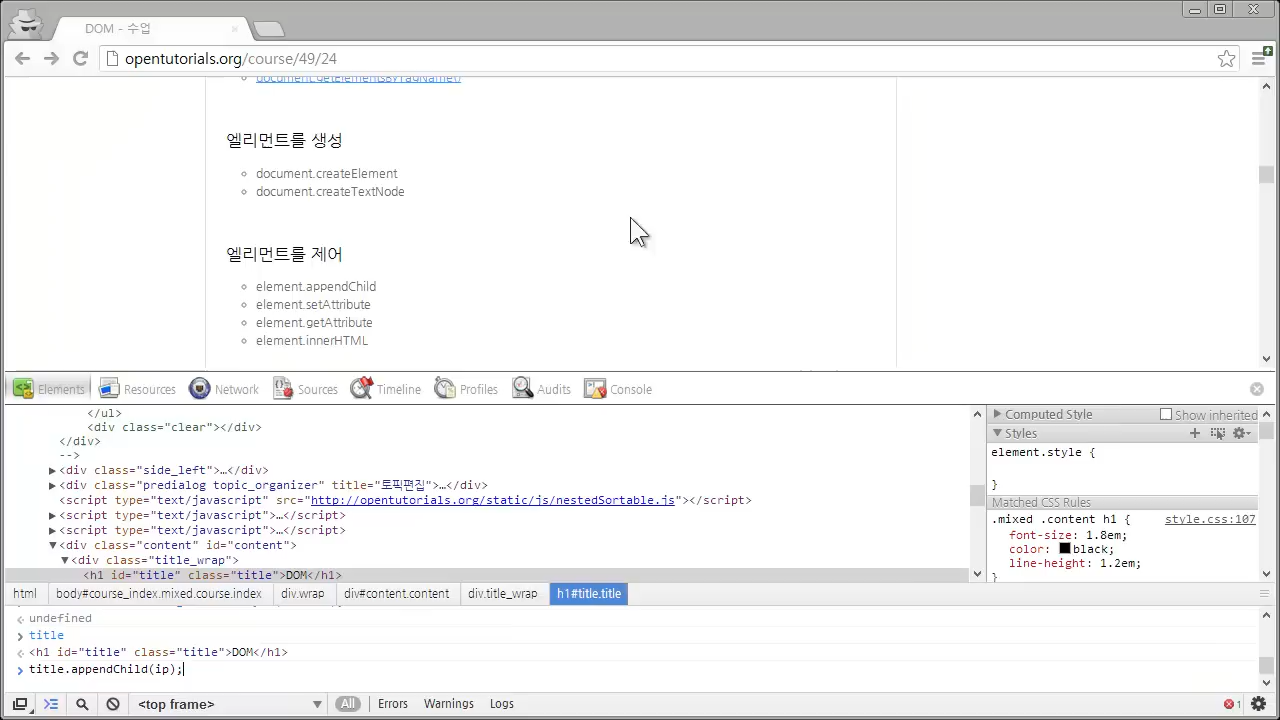 DOM - 수업
opentutorials.org/course/49/24
document.getElementsByTagName()
엘리먼트를 생성
document.createElement
document.createTextNode
엘리먼트를 제어
element.appendChild
element.setAttribute
element.getAttribute
element.innerHTML
Elements Resources Network Sources Timeline Profiles Audits Console
</ul>
<div class="clear"></div>
</div>
-->
▶<div class="side_left">…</div>
▶<div class="predialog topic_organizer" title="토픽편집">…</div>
<script type="text/javascript" src="http://opentutorials.org/static/js/nestedSortable.js"></script>
▶<script type="text/javascript">…</script>
▶<script type="text/javascript">…</script>
▼<div class="content" id="content">
▼<div class="title_wrap">
<h1 id="title" class="title">DOM</h1>
▶ Computed Style Show inherited
▼ Styles
element.style {
}
Matched CSS Rules
.mixed .content h1 { style.css:107
font-size: 1.8em;
color: black;
line-height: 1.2em;
}
html body#course_index.mixed.course.index div.wrap div#content.content div.title_wrap h1#title.title
undefined
title
<h1 id="title" class="title">DOM</h1>
title.appendChild(ip);
<top frame> All Errors Warnings Logs 1